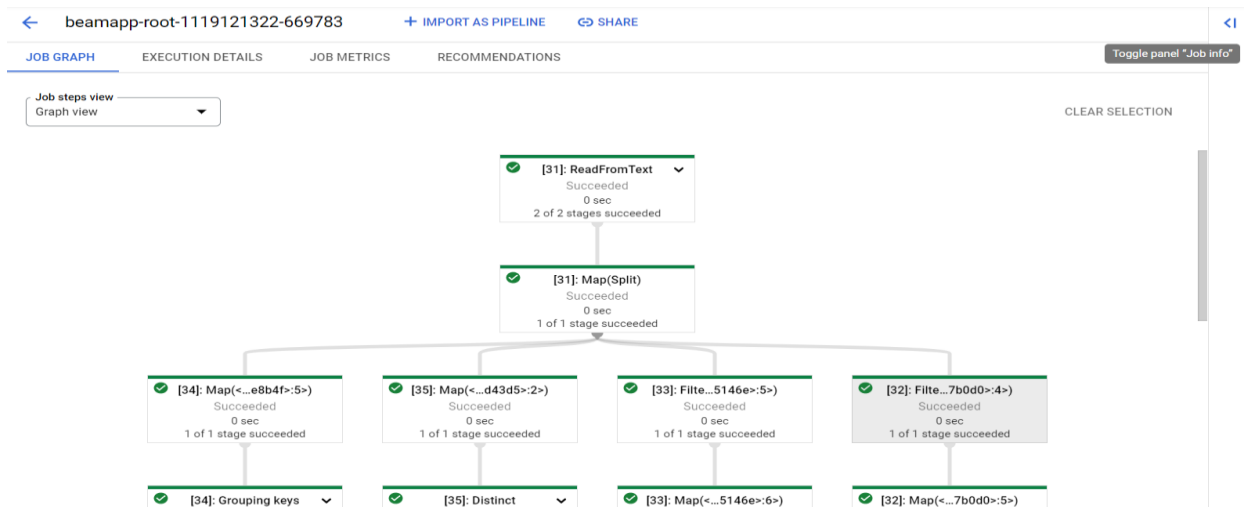 beamapp-root-1119121322-669783
IMPORT AS PIPELINE
SHARE
JOB GRAPH
EXECUTION DETAILS
JOB METRICS
RECOMMENDATIONS
Toggle panel "Job info"
Job steps view
Graph view
CLEAR SELECTION
[31]: ReadFromText
Succeeded
0 sec
2 of 2 stages succeeded
[31]: Map(Split)
Succeeded
0 sec
1 of 1 stage succeeded
[34]: Map(<...e8b4f>:5>)
Succeeded
0 sec
1 of 1 stage succeeded
[35]: Map(<...d43d5>:2>)
Succeeded
0 sec
1 of 1 stage succeeded
[33]: Filte...5146e>:5>)
Succeeded
0 sec
1 of 1 stage succeeded
[32]: Filte...7b0d0>:4>)
Succeeded
0 sec
1 of 1 stage succeeded
[34]: Grouping keys
[35]: Distinct
[33]: Map(<...5146e>:6>)
[32]: Map(<...7b0d0>:5>)